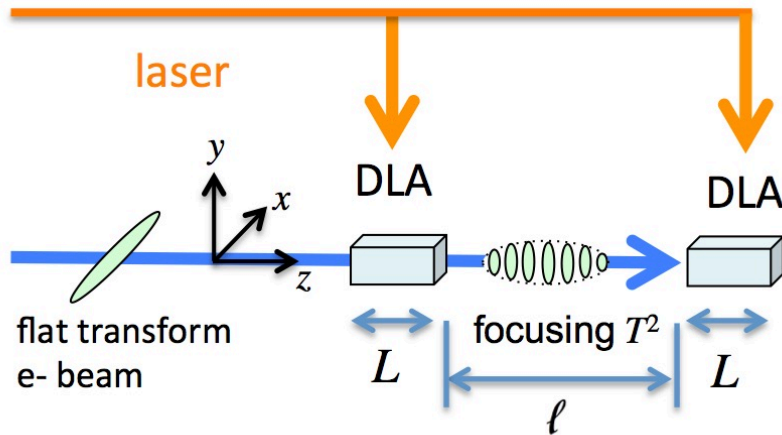 laser
y
x
z
DLA
DLA
flat transform
e- beam
focusing T²
L
ℓ
L